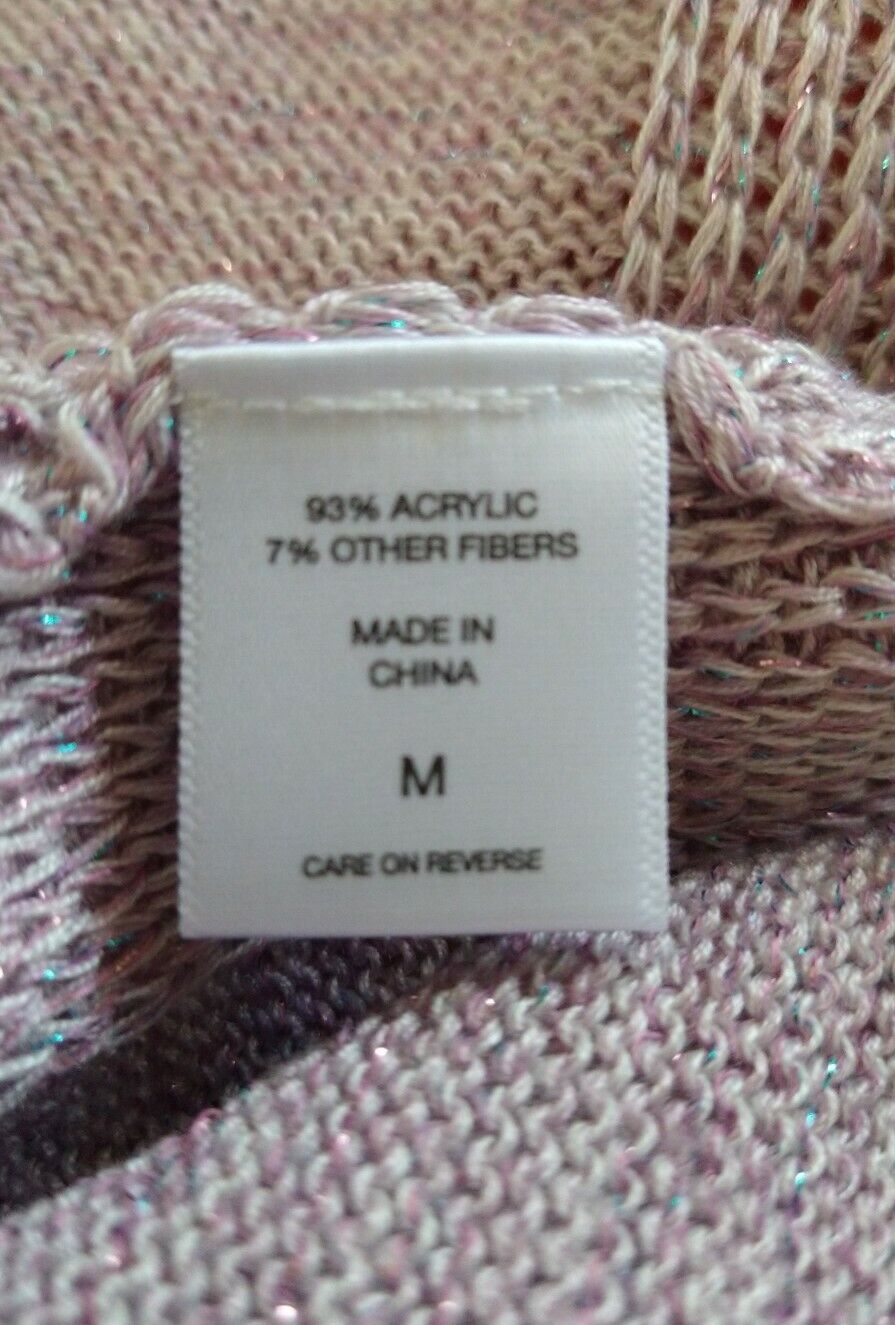 93% ACRYLIC
7% OTHER FIBERS
MADE IN
CHINA
M
CARE ON REVERSE